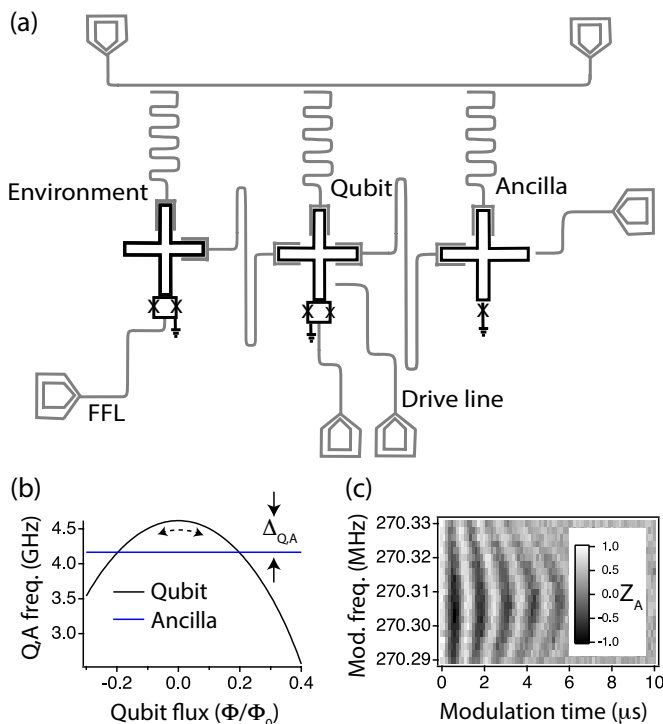 (a)
Environment
Qubit
Ancilla
FFL
Drive line
(b)
Q,A freq. (GHz)
4.5
4.0
3.5
3.0
Δ_Q,A
Qubit
Ancilla
-0.2
0.0
0.2
0.4
Qubit flux (Φ/Φ₀)
(c)
Mod. freq. (MHz)
270.33
270.31
270.30
270.29
1.0
0.5
0.0
-0.5
-1.0
Z_A
0
2
4
6
8
10
Modulation time (μs)